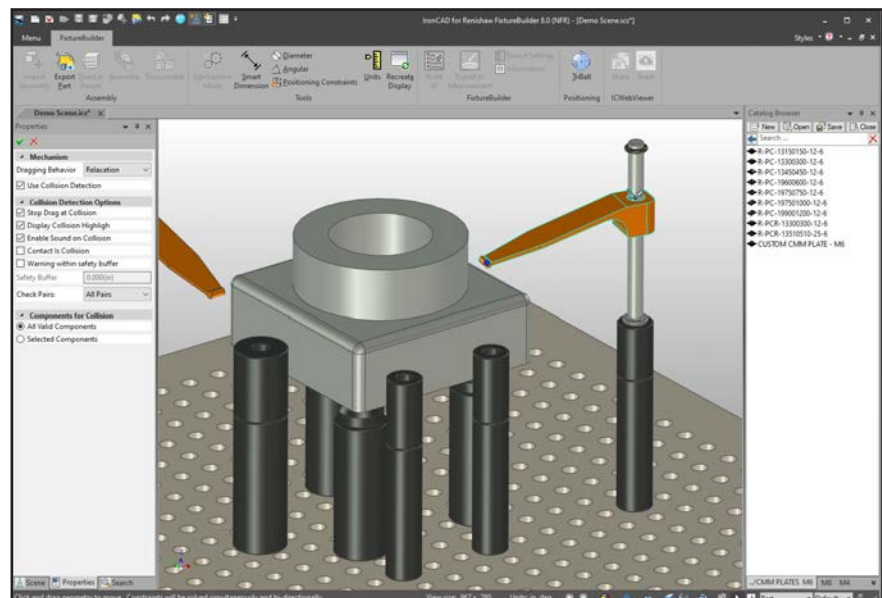 IronCAD for Renishaw FixtureBuilder 8.0 (NFR) - [Demo Scene.ics*]
Menu FixtureBuilder Styles
Export Part
Smart Dimension
Diameter
Angular
Positioning Constraints
Units
Recreate Display
TriBall
Assembly Tools FixtureBuilder Positioning ICWebViewer
Demo Scene.ics* X
Properties
Mechanism
Dragging Behavior Relaxation
Use Collision Detection
Collision Detection Options
Stop Drag at Collision
Display Collision Highligh
Enable Sound on Collision
Contact Is Collision
Warning within safety buffer
Safety Buffer 0.000(in)
Check Pairs: All Pairs
Components for Collision
All Valid Components
Selected Components
Scene Properties Search
Catalog Browser
New Open Save Close
Search ...
R-PC-13150150-12-6
R-PC-13300300-12-6
R-PC-13450450-12-6
R-PC-19600600-12-6
R-PC-19750750-12-6
R-PC-197501000-12-6
R-PC-199001200-12-6
R-PCR-13300300-12-6
R-PCR-13510510-25-6
CUSTOM CMM PLATE - M6
../CMM PLATES M6 M8 M4